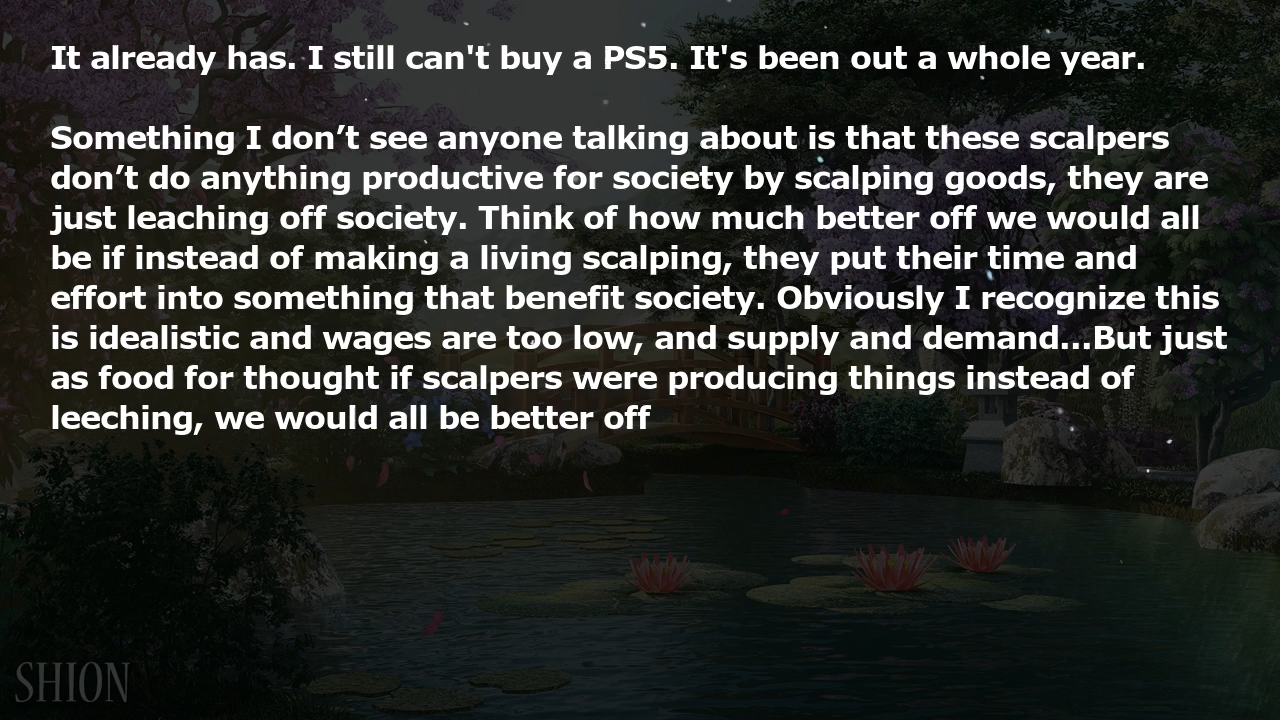 It already has. I still can't buy a PS5. It's been out a whole year.
Something I don’t see anyone talking about is that these scalpers
don’t do anything productive for society by scalping goods, they are
just leaching off society. Think of how much better off we would all
be if instead of making a living scalping, they put their time and
effort into something that benefit society. Obviously I recognize this
is idealistic and wages are too low, and supply and demand...But just
as food for thought if scalpers were producing things instead of
leeching, we would all be better off
SHION